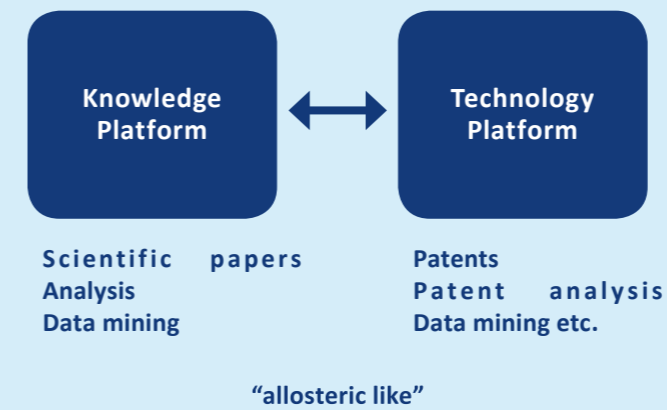 Knowledge
Platform
Technology
Platform
Scientific papers
Analysis
Data mining
Patents
Patent analysis
Data mining etc.
“allosteric like”